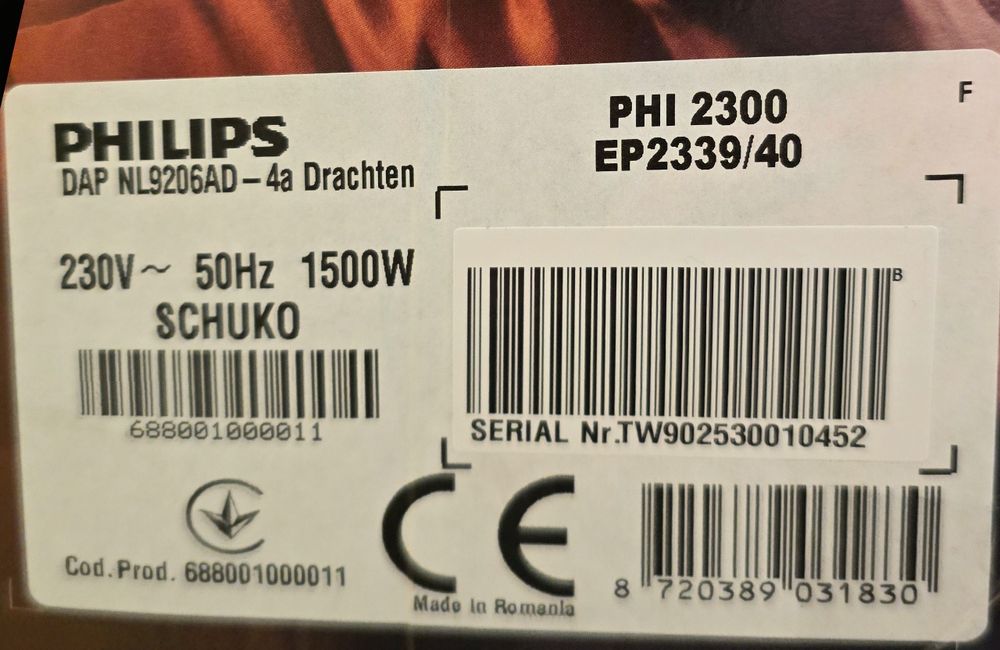 PHILIPS
DAP NL9206AD-4a Drachten
230V~ 50Hz 1500W
SCHUKO
688001000011
Cod.Prod. 688001000011
PHI 2300
EP2339/40
F
B
SERIAL Nr.TW902530010452
CE
Made in Romania
8 720389 031830